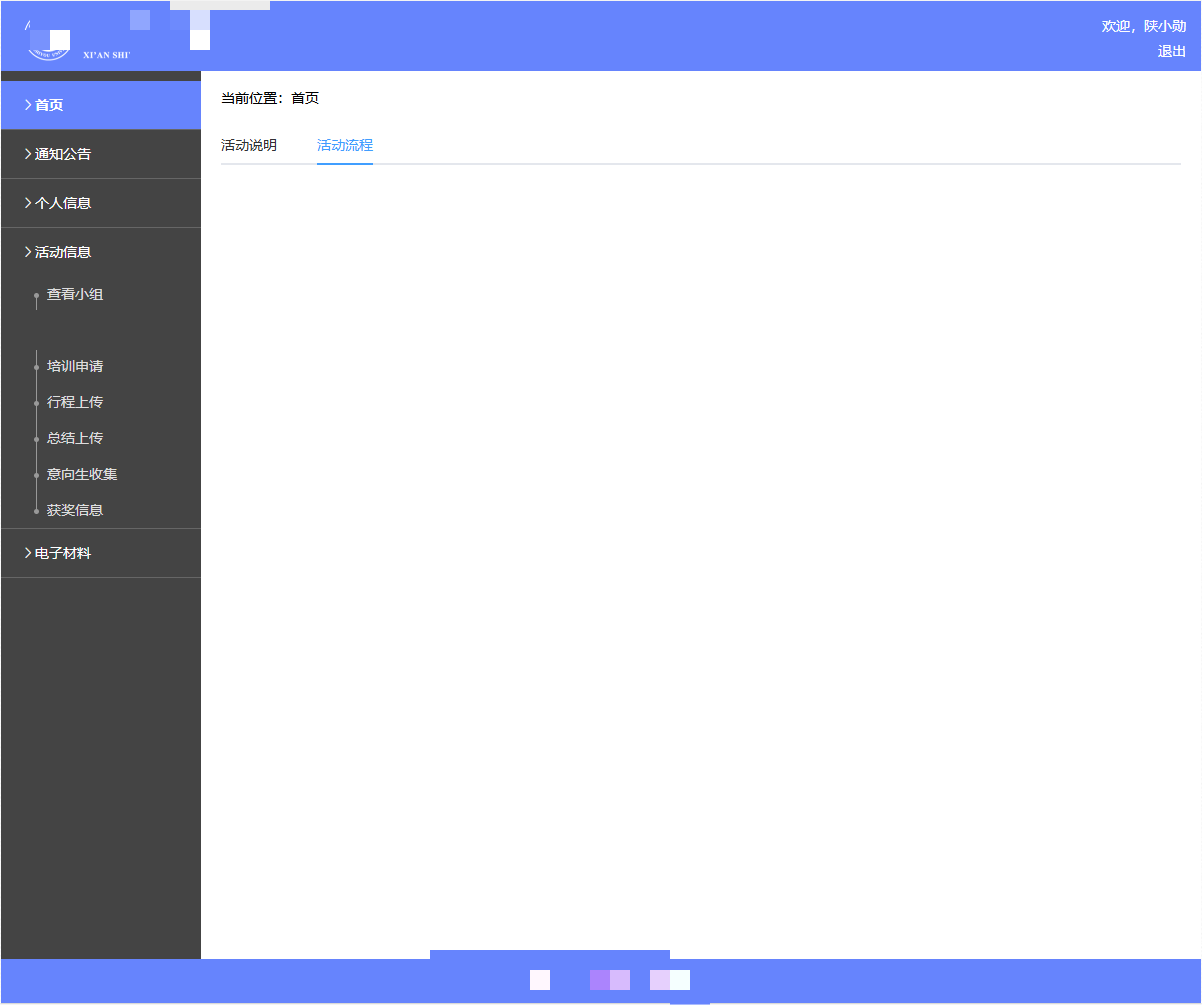 XI'AN SHI
欢迎，陕小勋
退出
首页
通知公告
个人信息
活动信息
查看小组
培训申请
行程上传
总结上传
意向生收集
获奖信息
电子材料
当前位置：首页
活动说明 活动流程